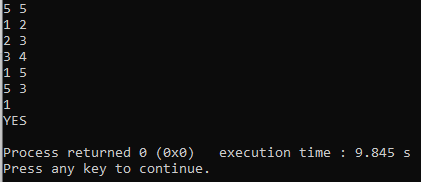 5 5
1 2
2 3
3 4
1 5
5 3
1
YES
Process returned 0 (0x0)   execution time : 9.845 s
Press any key to continue.